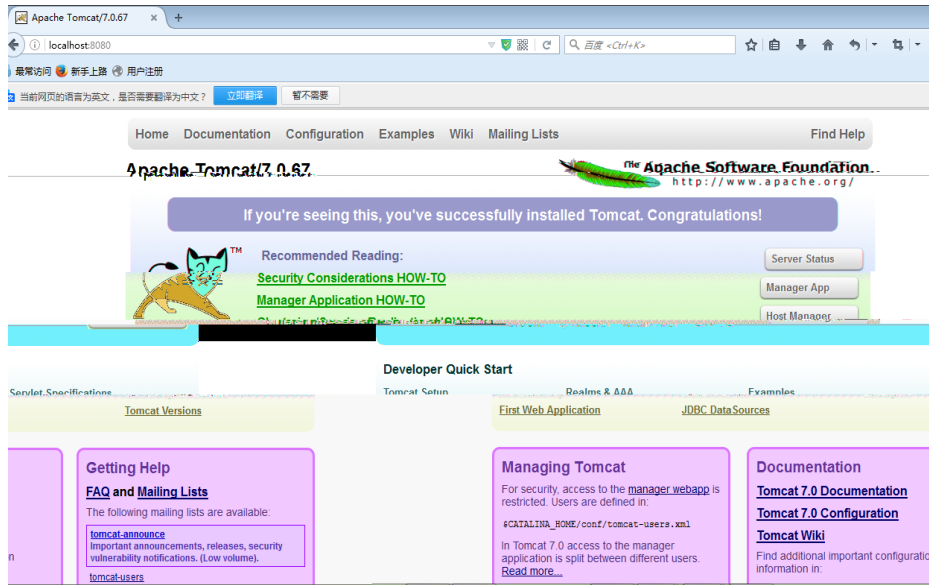 Apache Tomcat/7.0.67 × +
localhost:8080
百度 <Ctrl+K>
最常访问 新手上路 用户注册
当前网页的语言为英文，是否需要翻译为中文？ 立即翻译 暂不需要
Home Documentation Configuration Examples Wiki Mailing Lists Find Help
Apache Tomcat/7.0.67
The Apache Software Foundation
http://www.apache.org/
If you're seeing this, you've successfully installed Tomcat. Congratulations!
TM
Recommended Reading:
Server Status
Security Considerations HOW-TO
Manager App
Manager Application HOW-TO
Host Manager
Developer Quick Start
Servlet Specifications
Tomcat Setup Realms & AAA Examples
Tomcat Versions
First Web Application JDBC DataSources
Getting Help
FAQ and Mailing Lists
The following mailing lists are available:
tomcat-announce
Important announcements, releases, security
vulnerability notifications. (Low volume).
tomcat-users
n
Managing Tomcat
For security, access to the manager webapp is
restricted. Users are defined in:
$CATALINA_HOME/conf/tomcat-users.xml
In Tomcat 7.0 access to the manager
application is split between different users.
Read more...
Documentation
Tomcat 7.0 Documentation
Tomcat 7.0 Configuration
Tomcat Wiki
Find additional important configuratio
information in: